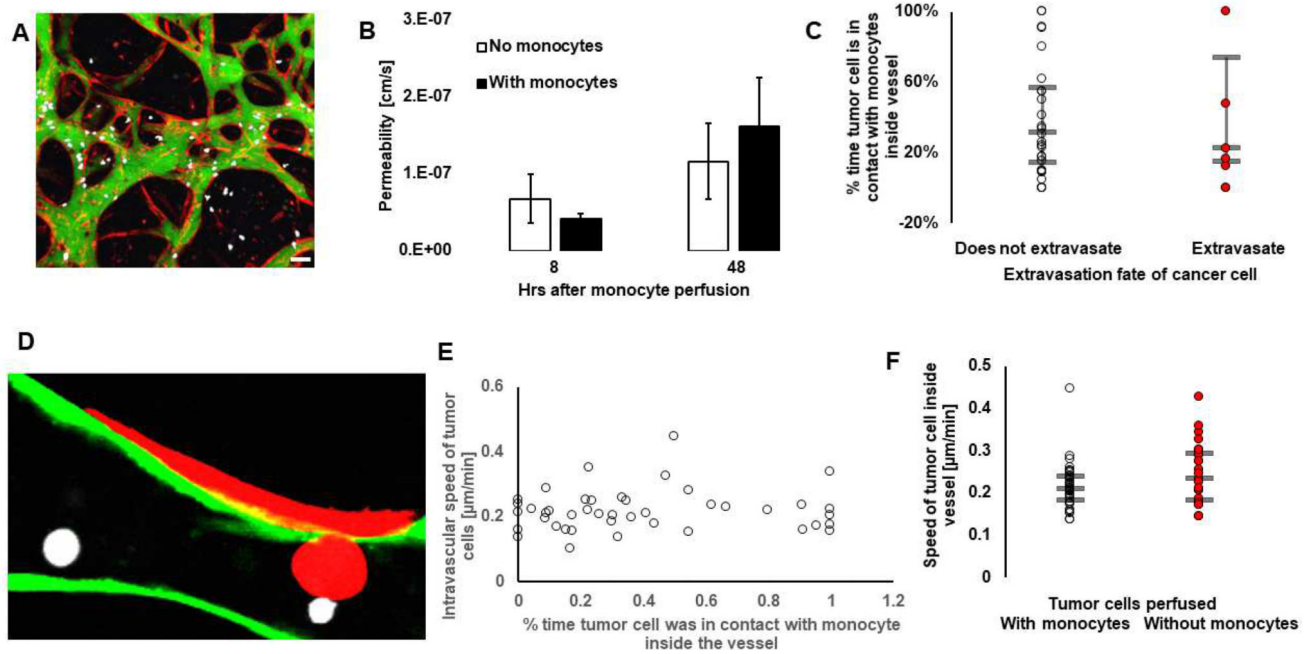 A
B
3.E-07
2.E-07
1.E-07
0.E+00
Permeability [cm/s]
No monocytes
With monocytes
8
48
Hrs after monocyte perfusion
C
100%
60%
20%
-20%
% time tumor cell is in
contact with monocytes
inside vessel
Does not extravasate
Extravasate
Extravasation fate of cancer cell
D
E
0.6
0.4
0.2
0
Intravascular speed of tumor
cells [µm/min]
0
0.2
0.4
0.6
0.8
1
1.2
% time tumor cell was in contact with monocyte
inside the vessel
F
0.5
0.4
0.3
0.2
0.1
0
Speed of tumor cell inside
vessel [µm/min]
Tumor cells perfused
With monocytes
Without monocytes